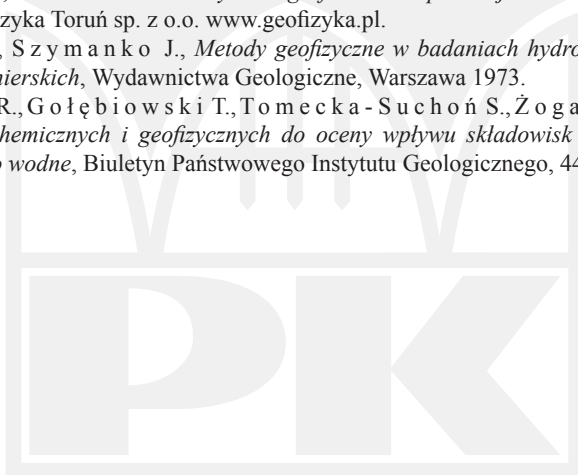 zyka Toruń sp. z o.o. www.geofizyka.pl.
, S z y m a n k o J., Metody geofizyczne w badaniach hydro
nierskich, Wydawnictwa Geologiczne, Warszawa 1973.
R., G o ł ę b i o w s k i T., T o m e c k a - S u c h o ń S., Ż o g a
hemicznych i geofizycznych do oceny wpływu składowisk
o wodne, Biuletyn Państwowego Instytutu Geologicznego, 44
PK